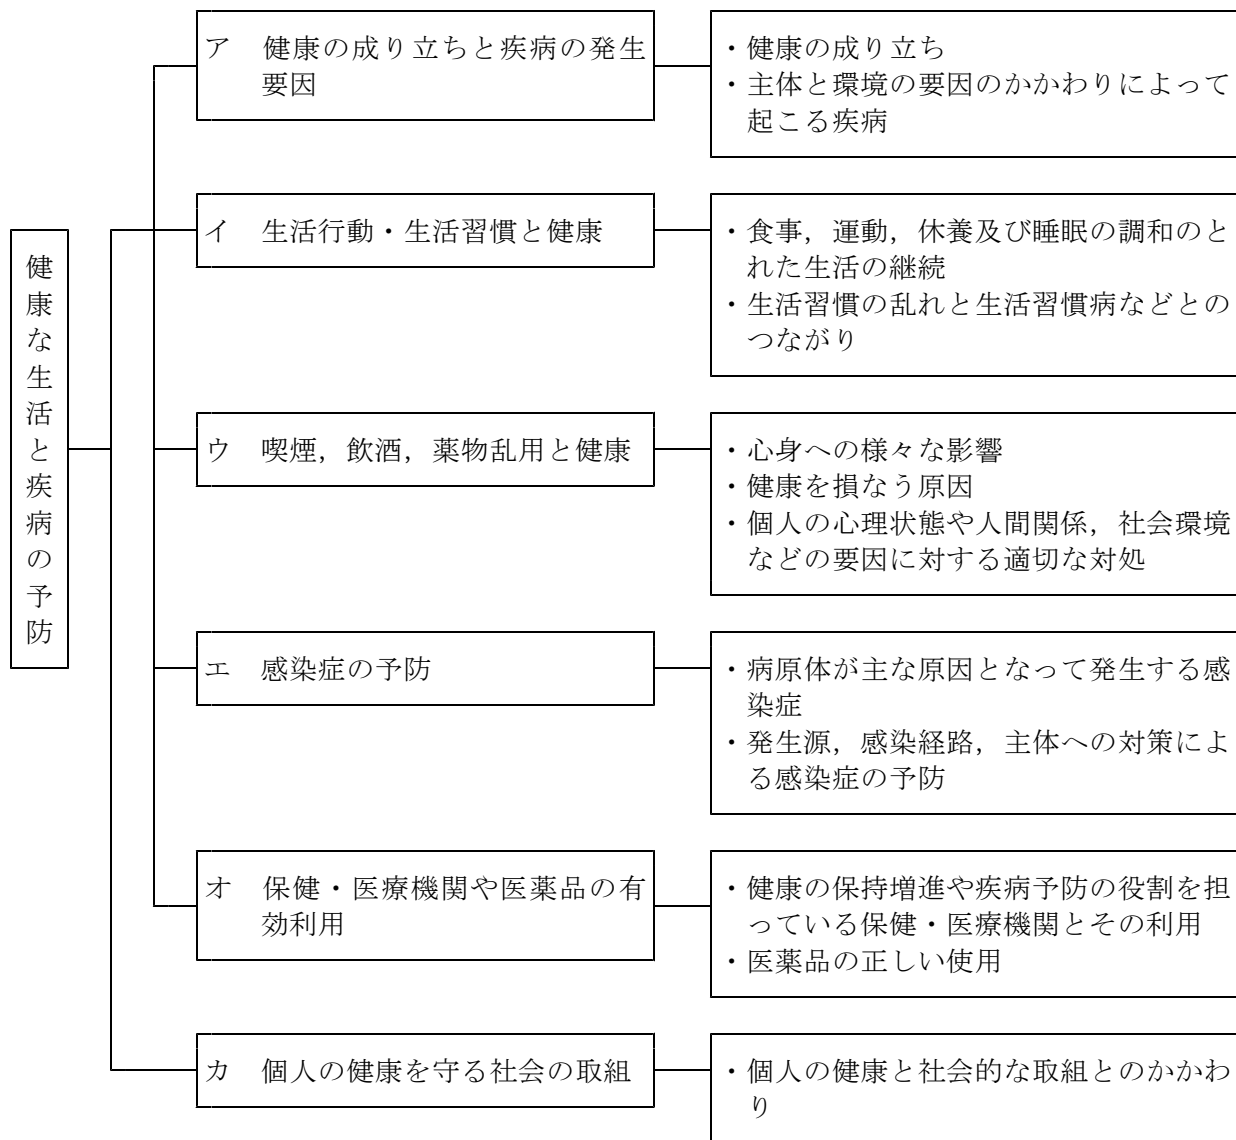 健康な生活と疾病の予防
ア　健康の成り立ちと疾病の発生
要因
・健康の成り立ち
・主体と環境の要因のかかわりによって
起こる疾病
イ　生活行動・生活習慣と健康
・食事，運動，休養及び睡眠の調和のと
れた生活の継続
・生活習慣の乱れと生活習慣病などとの
つながり
ウ　喫煙，飲酒，薬物乱用と健康
・心身への様々な影響
・健康を損なう原因
・個人の心理状態や人間関係，社会環境
などの要因に対する適切な対処
エ　感染症の予防
・病原体が主な原因となって発生する感
染症
・発生源，感染経路，主体への対策によ
る感染症の予防
オ　保健・医療機関や医薬品の有
効利用
・健康の保持増進や疾病予防の役割を担
っている保健・医療機関とその利用
・医薬品の正しい使用
カ　個人の健康を守る社会の取組
・個人の健康と社会的な取組とのかかわ
り